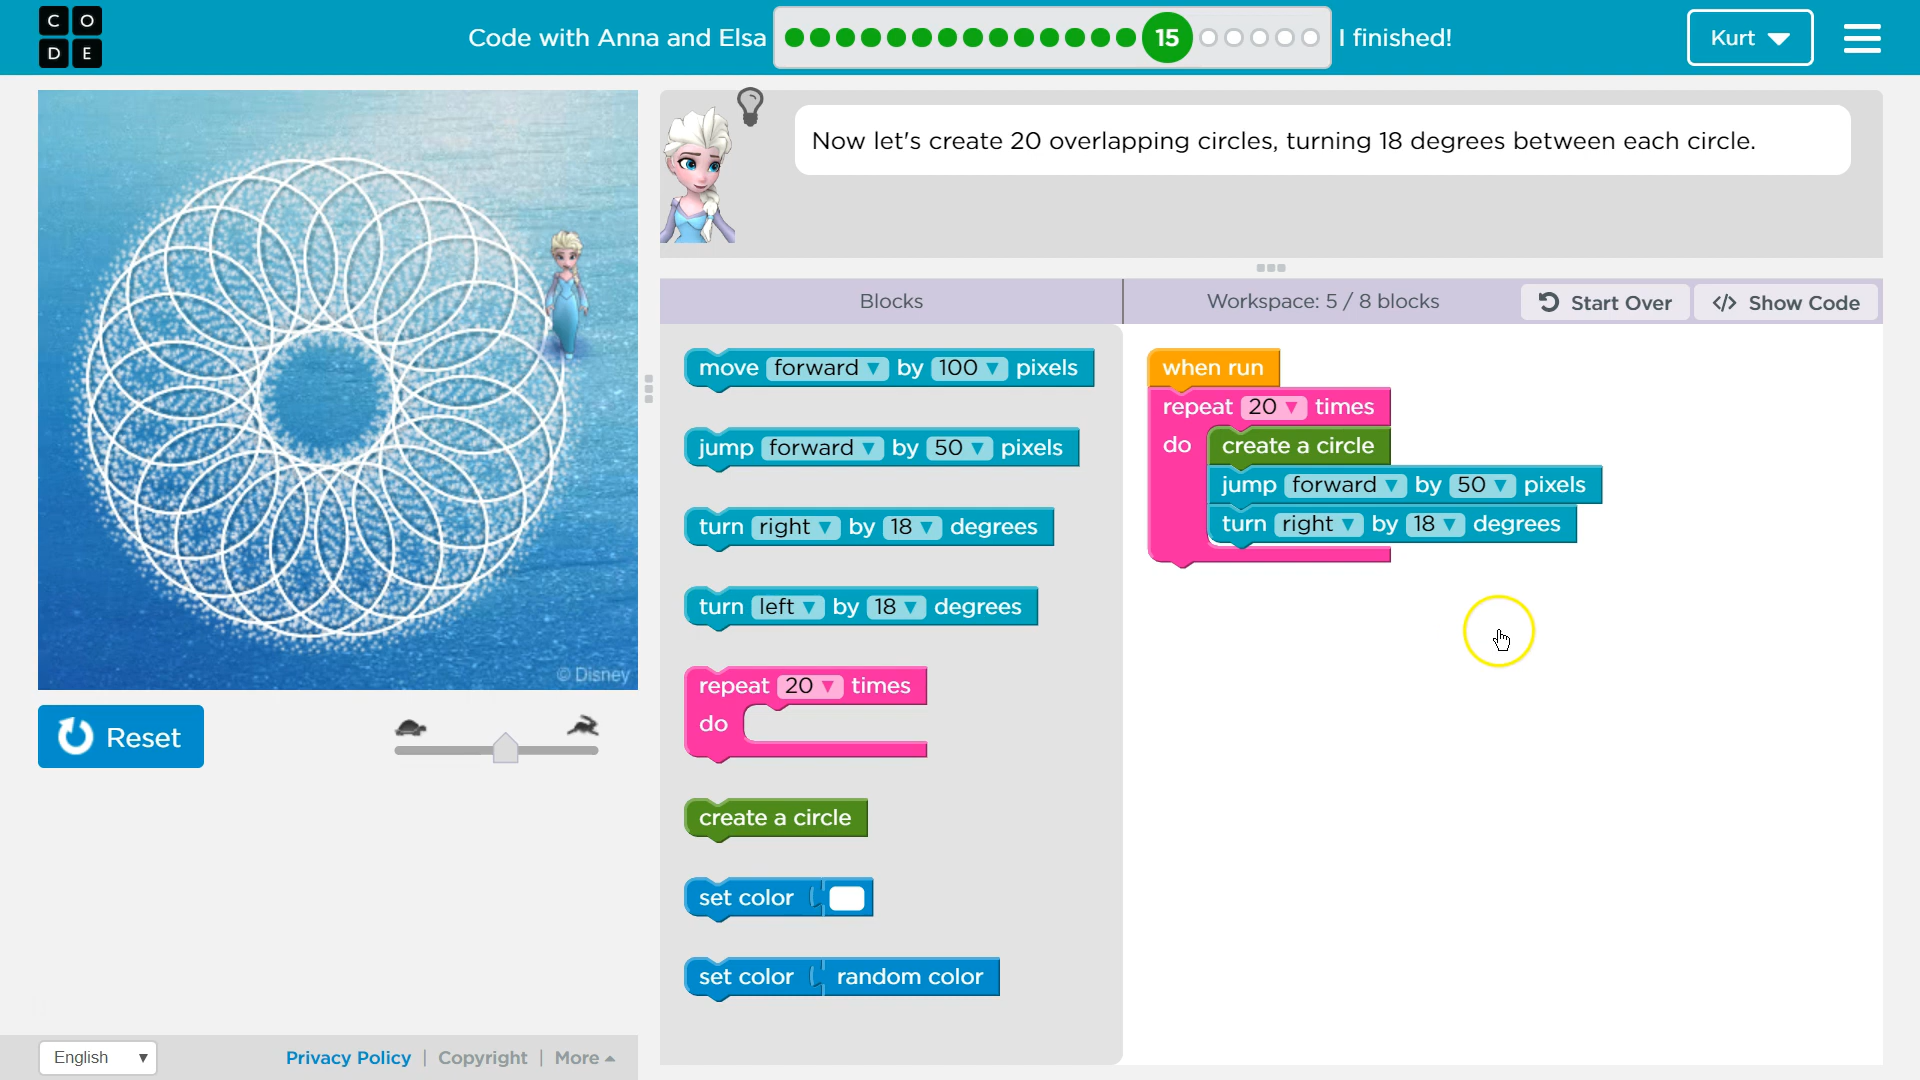 CODE
Code with Anna and Elsa
15
I finished!
Kurt
Now let's create 20 overlapping circles, turning 18 degrees between each circle.
© Disney
Reset
Blocks
Workspace: 5 / 8 blocks
Start Over
</> Show Code
move forward by 100 pixels
jump forward by 50 pixels
turn right by 18 degrees
turn left by 18 degrees
repeat 20 times
do
create a circle
set color
set color random color
when run
repeat 20 times
do create a circle
jump forward by 50 pixels
turn right by 18 degrees
English
Privacy Policy | Copyright | More